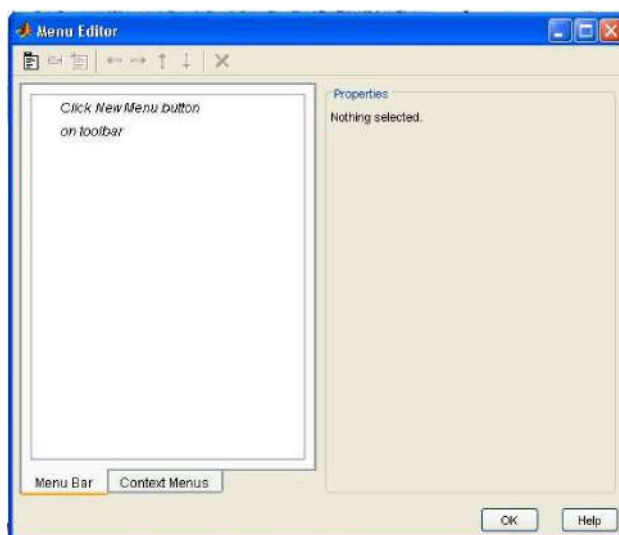 Menu Editor
Click New Menu button
on toolbar
Properties
Nothing selected.
Menu Bar
Context Menus
OK
Help